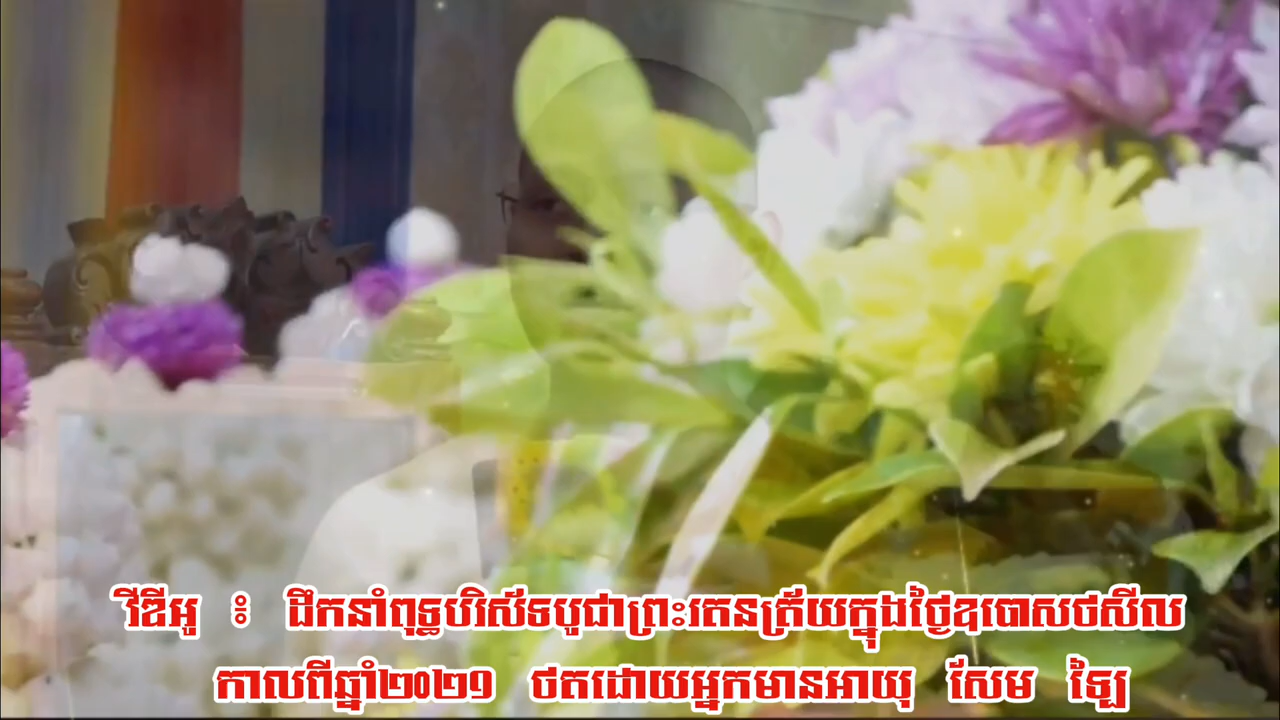 វីឌីអូ ៖ ដឹកនាំពុទ្ធបរិស័ទបូជាព្រះរតនត្រ័យក្នុងថ្ងៃឧបោសថសីល
កាលពីឆ្នាំ២០២១ ថតដោយអ្នកមានអាយុ សែម ឡៃ